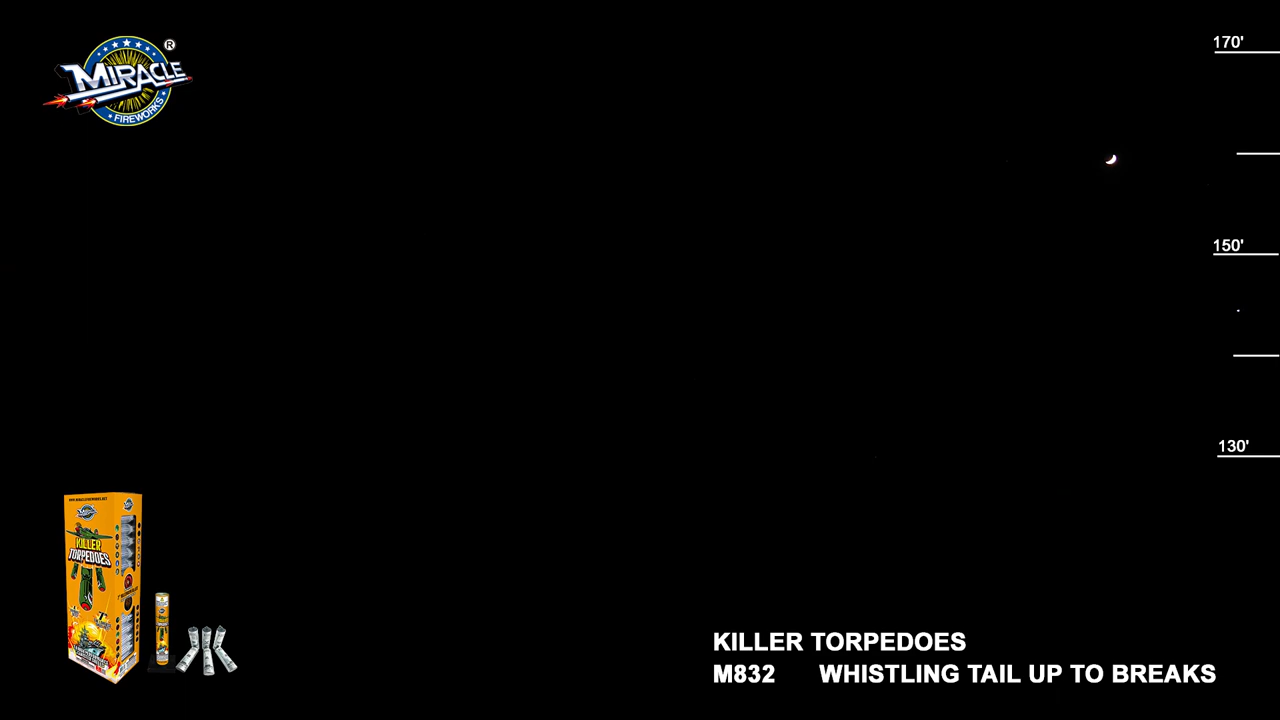 MIRACLE
FIREWORKS
®
170'
150'
130'
KILLER
TORPEDOES
KILLER TORPEDOES
M832 WHISTLING TAIL UP TO BREAKS